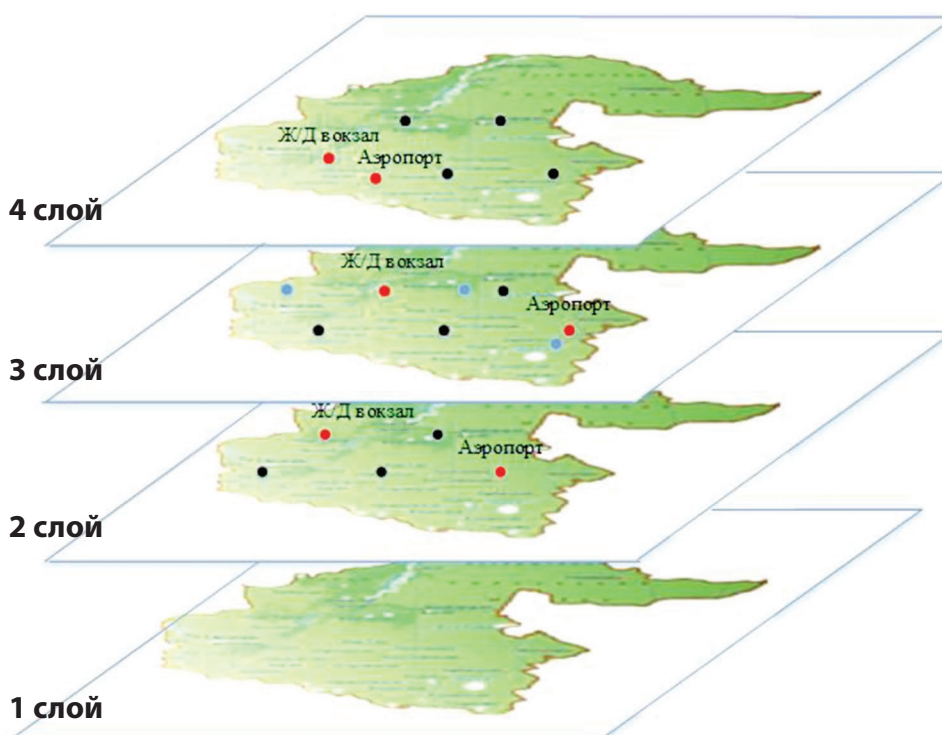 Ж/Д вокзал
Аэропорт
4 слой
Ж/Д вокзал
Аэропорт
3 слой
Ж/Д вокзал
Аэропорт
2 слой
1 слой